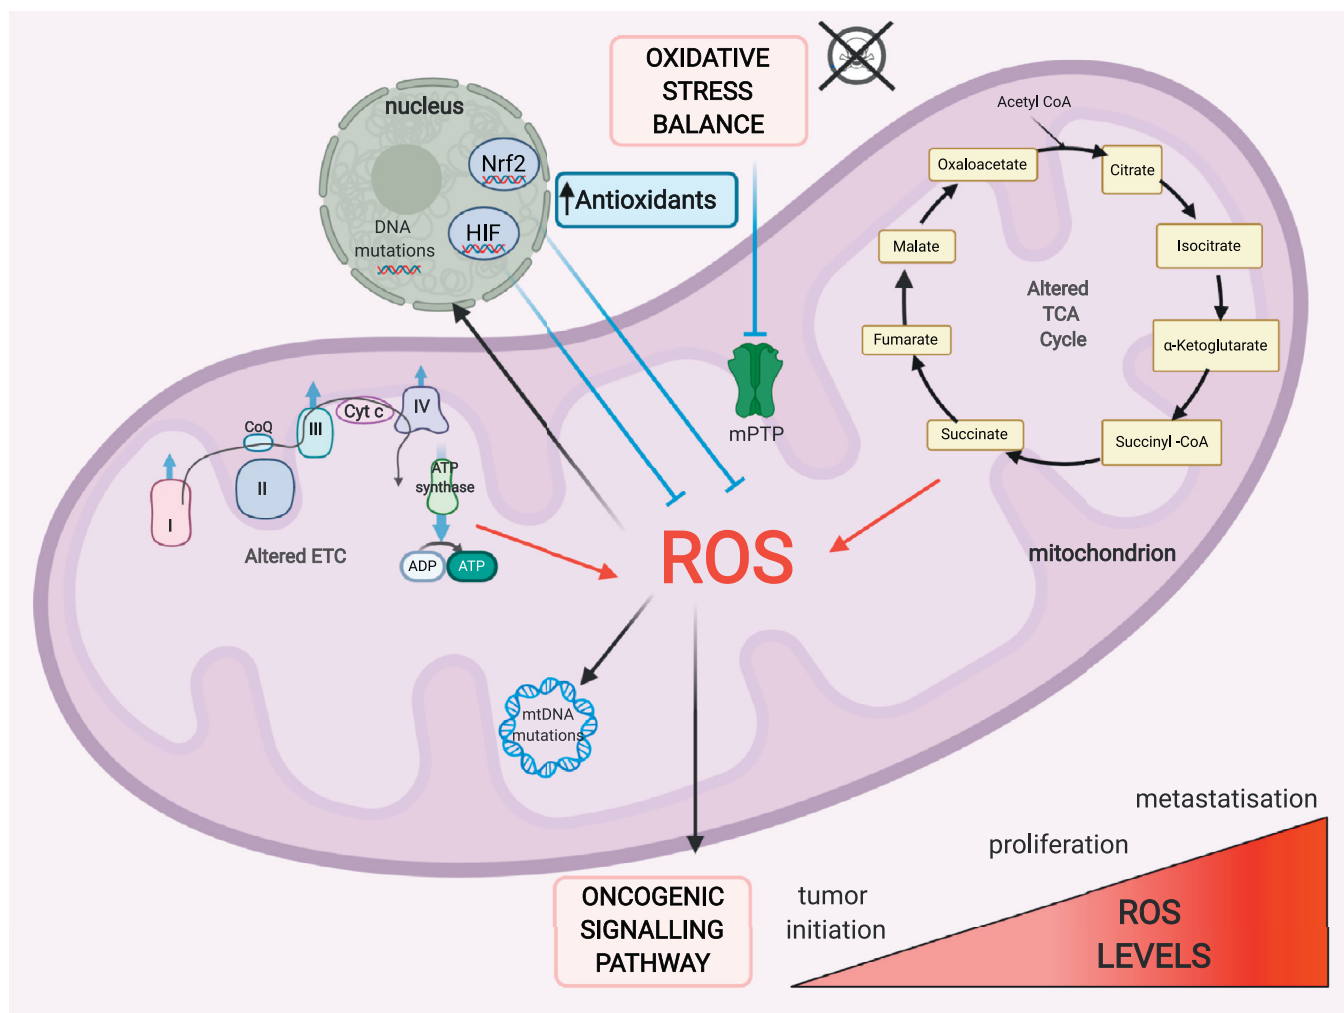 OXIDATIVE
STRESS
BALANCE
nucleus
Nrf2
HIF
DNA
mutations
Antioxidants
Acetyl CoA
Oxaloacetate
Citrate
Isocitrate
α-Ketoglutarate
Succinyl -CoA
Succinate
Fumarate
Malate
Altered
TCA
Cycle
mPTP
I
CoQ
II
III
Cyt c
IV
ATP
synthase
ADP
ATP
Altered ETC
ROS
mitochondrion
mtDNA
mutations
ONCOGENIC
SIGNALLING
PATHWAY
tumor
initiation
proliferation
metastatisation
ROS
LEVELS